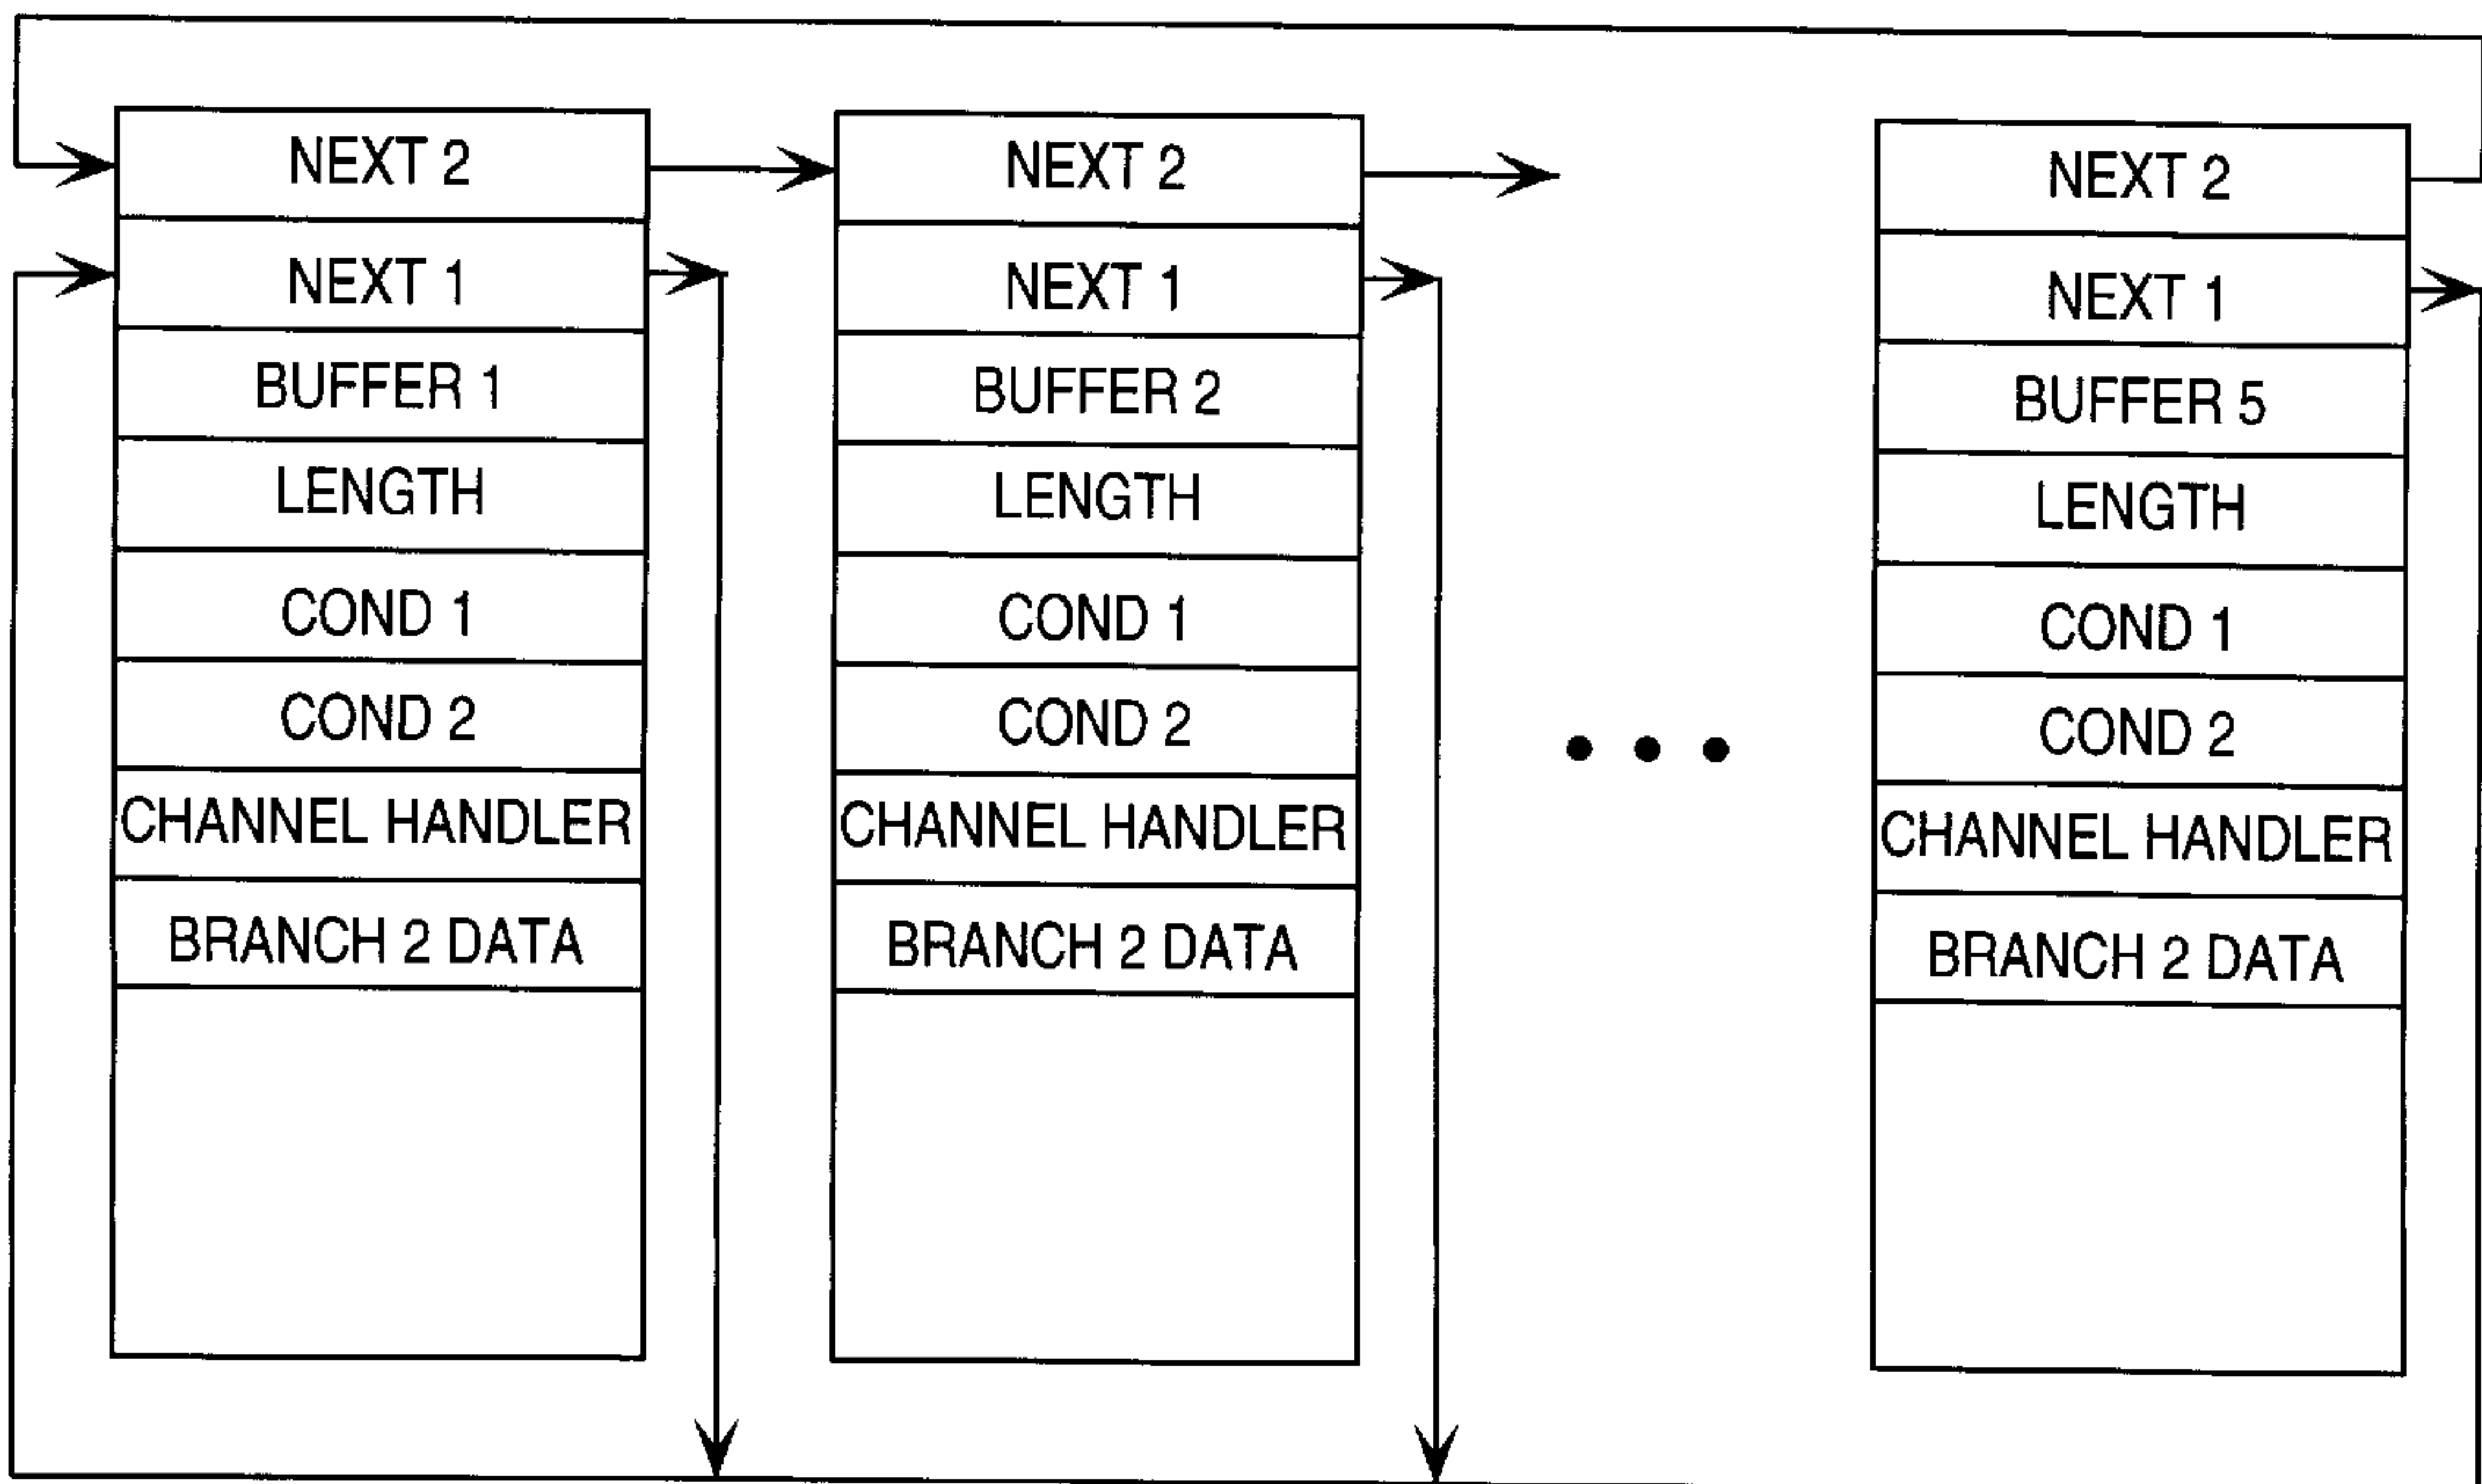 NEXT 2
NEXT 1
BUFFER 1
LENGTH
COND 1
COND 2
CHANNEL HANDLER
BRANCH 2 DATA
NEXT 2
NEXT 1
BUFFER 2
LENGTH
COND 1
COND 2
CHANNEL HANDLER
BRANCH 2 DATA
NEXT 2
NEXT 1
BUFFER 5
LENGTH
COND 1
COND 2
CHANNEL HANDLER
BRANCH 2 DATA